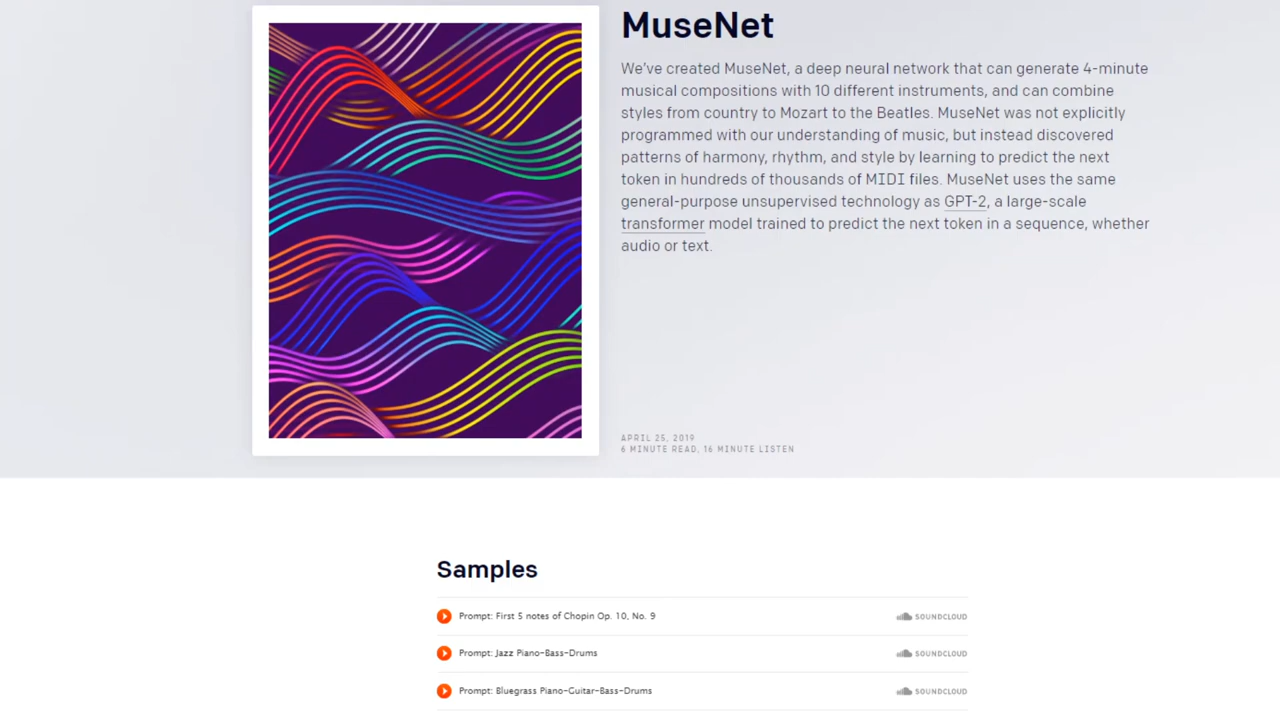 MuseNet
We’ve created MuseNet, a deep neural network that can generate 4-minute
musical compositions with 10 different instruments, and can combine
styles from country to Mozart to the Beatles. MuseNet was not explicitly
programmed with our understanding of music, but instead discovered
patterns of harmony, rhythm, and style by learning to predict the next
token in hundreds of thousands of MIDI files. MuseNet uses the same
general-purpose unsupervised technology as GPT-2, a large-scale
transformer model trained to predict the next token in a sequence, whether
audio or text.
APRIL 25, 2019
6 MINUTE READ, 16 MINUTE LISTEN
Samples
Prompt: First 5 notes of Chopin Op. 10, No. 9 SOUNDCLOUD
Prompt: Jazz Piano-Bass-Drums SOUNDCLOUD
Prompt: Bluegrass Piano-Guitar-Bass-Drums SOUNDCLOUD